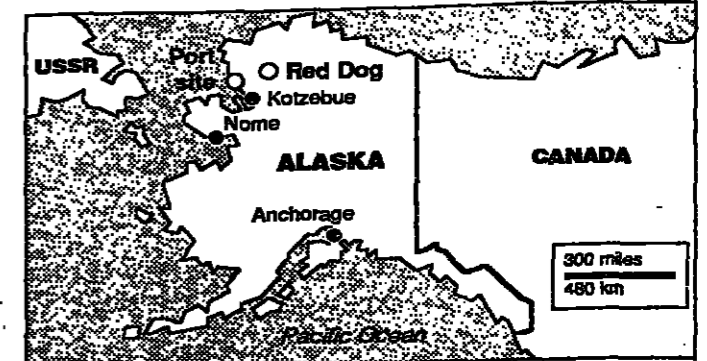 USSR
Port
site
Red Dog
Kotzebue
Nome
ALASKA
CANADA
Anchorage
300 miles
480 km
Pacific Ocean